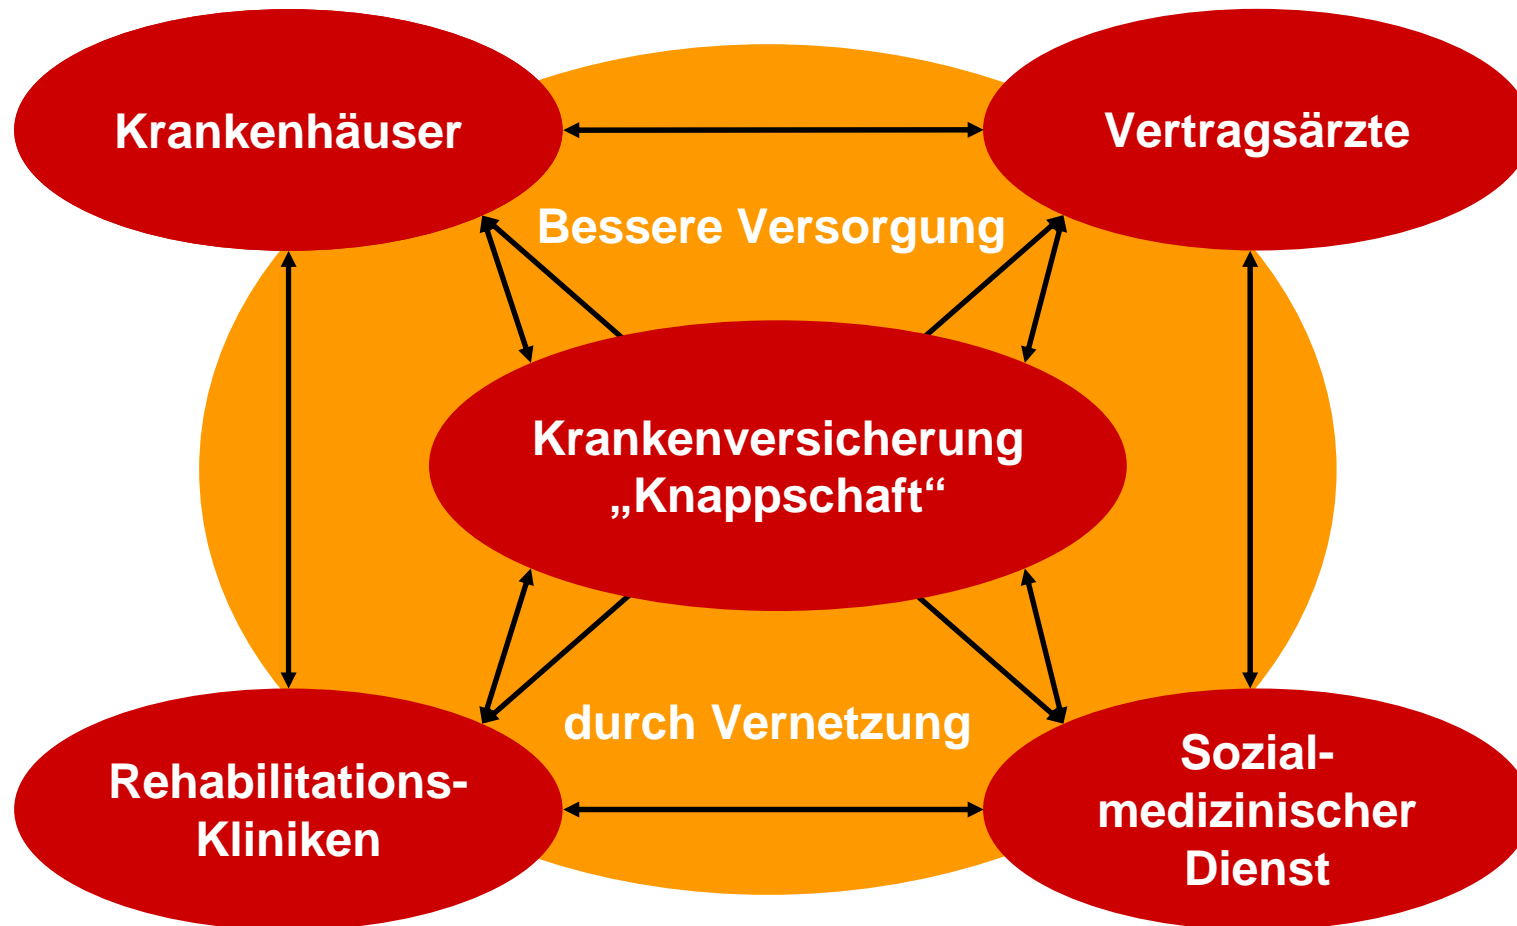 Krankenhäuser
Vertragsärzte
Bessere Versorgung
Krankenversicherung
„Knappschaft“
durch Vernetzung
Rehabilitations-
Kliniken
Sozial-
medizinischer
Dienst